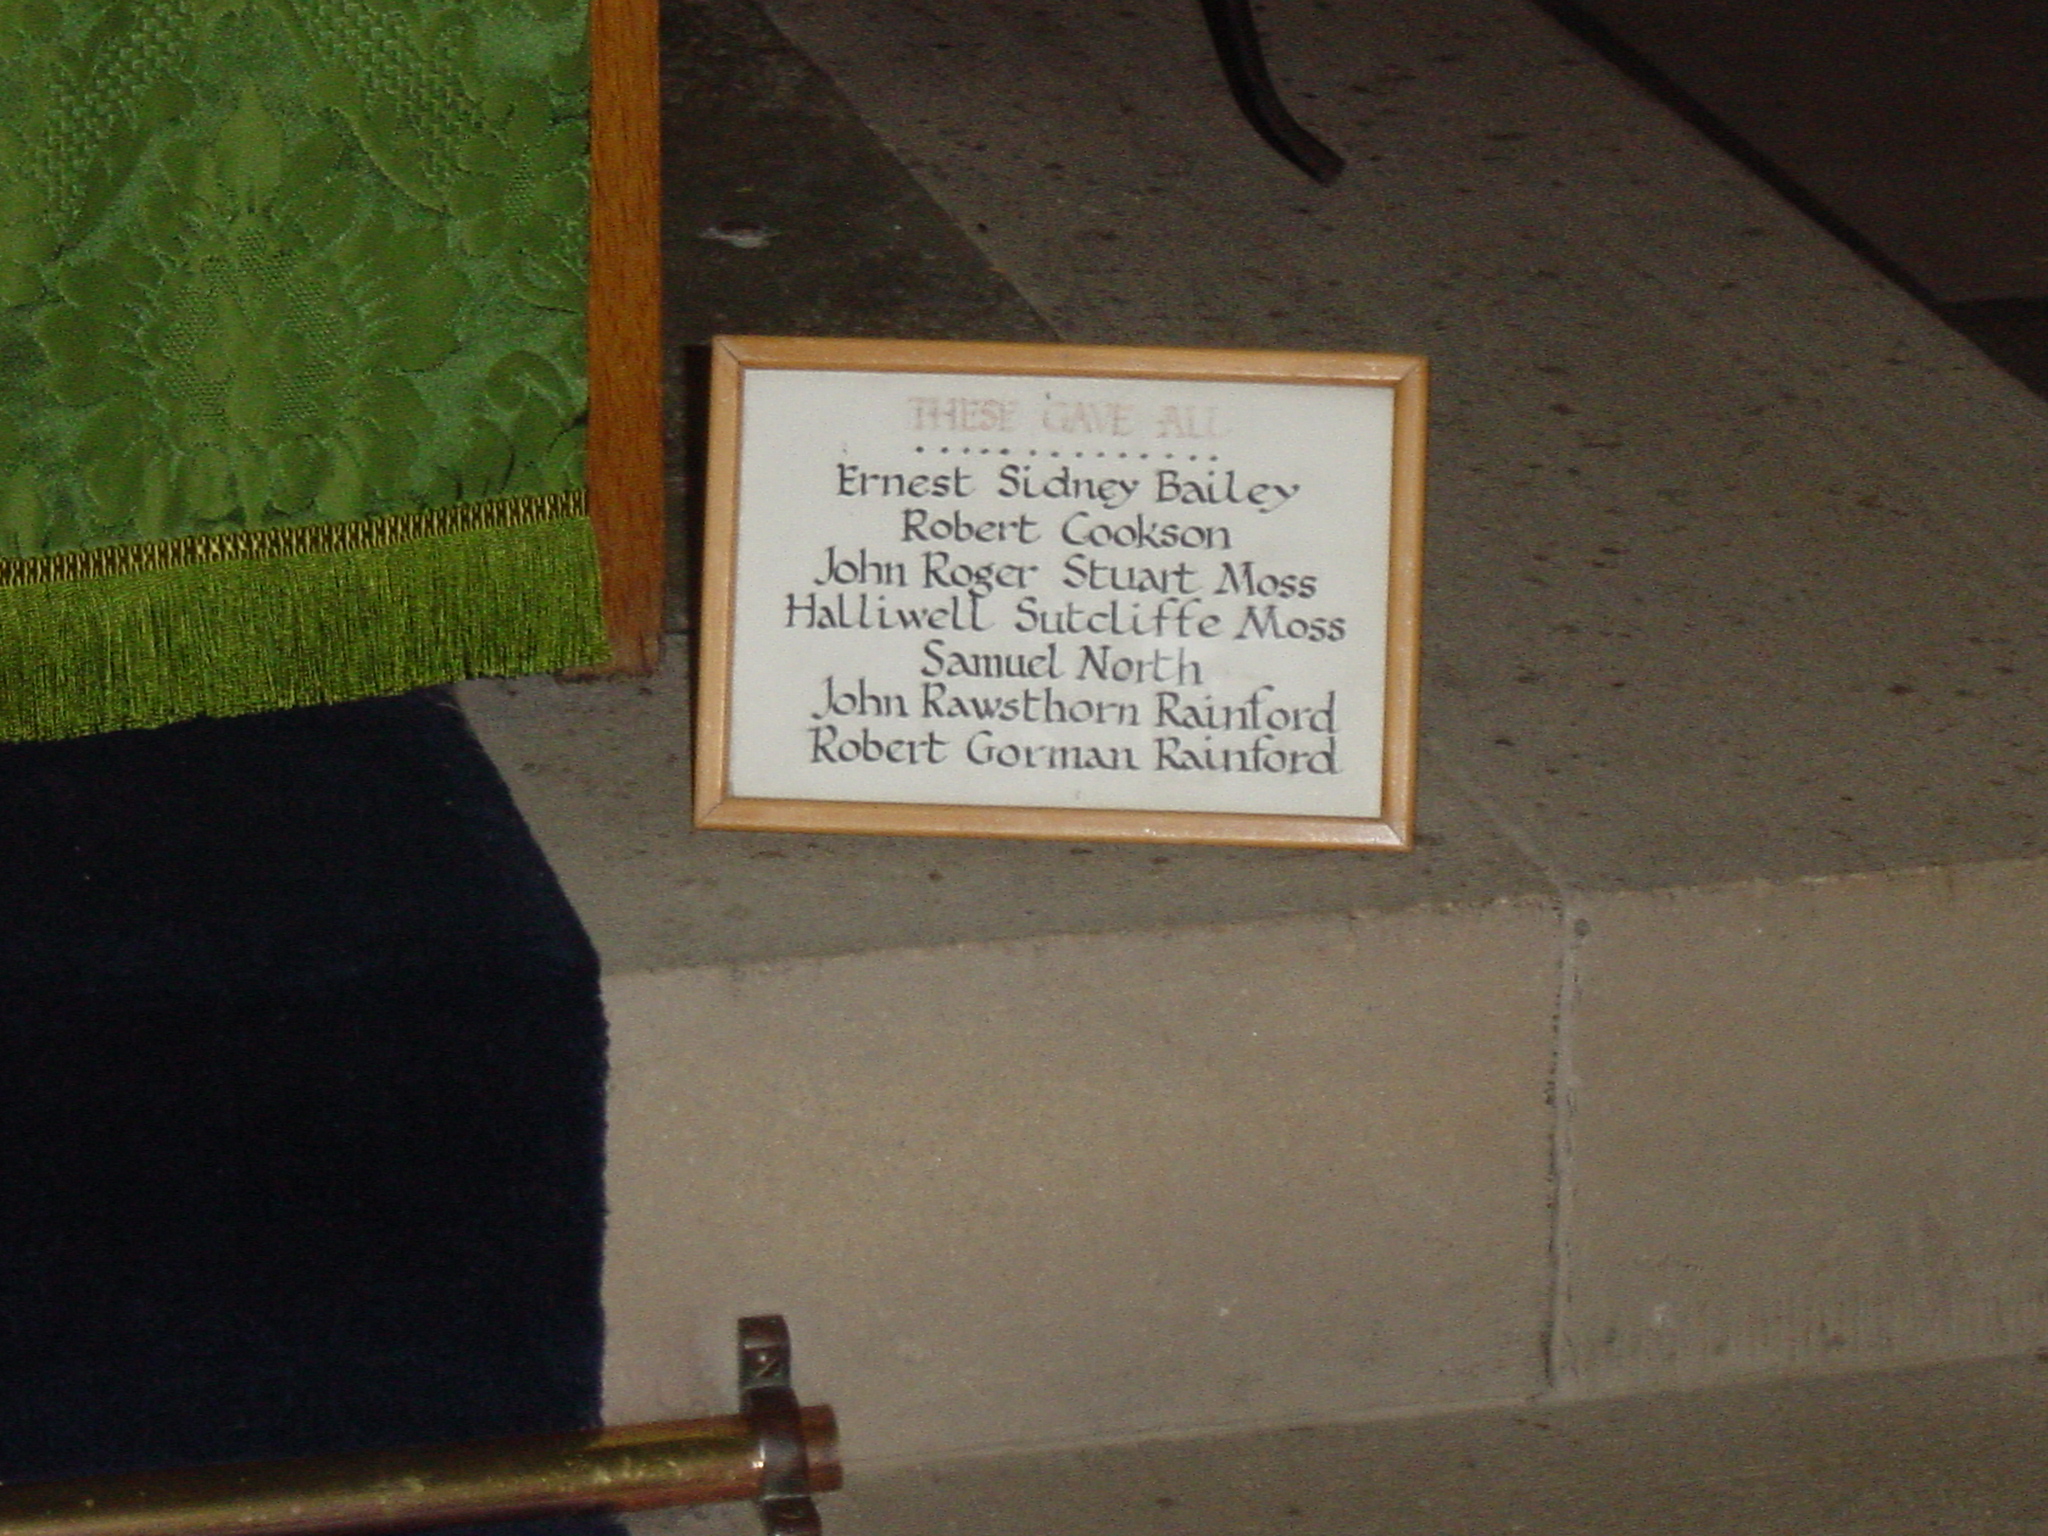 THESE GAVE ALL
Ernest Sidney Bailey
Robert Cookson
John Roger Stuart Moss
Halliwell Sutcliffe Moss
Samuel North
John Rawsthorn Rainford
Robert Gorman Rainford